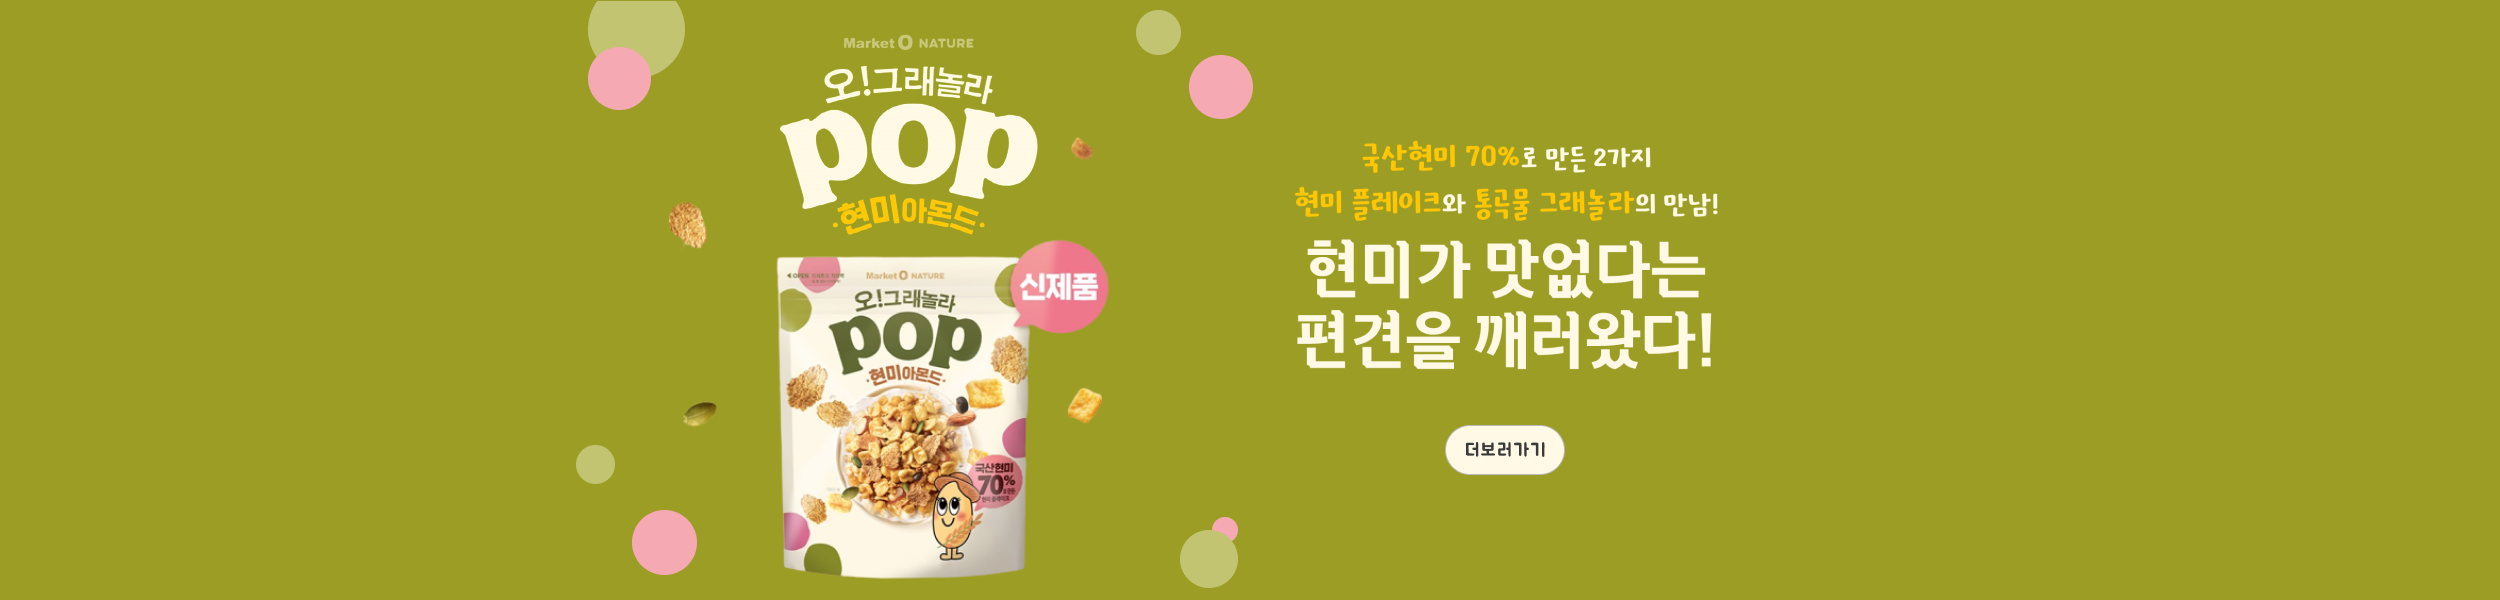 Market O NATURE
오!그래놀라
pop
·현미아몬드·
신제품
◀ OPEN
Market O NATURE
오!그래놀라
pop
·현미아몬드·
국산현미
70%
국산현미 70%로 만든 2가지
현미 플레이크와 통곡물 그래놀라의 만남!
현미가 맛없다는
편견을 깨러왔다!
더보러가기